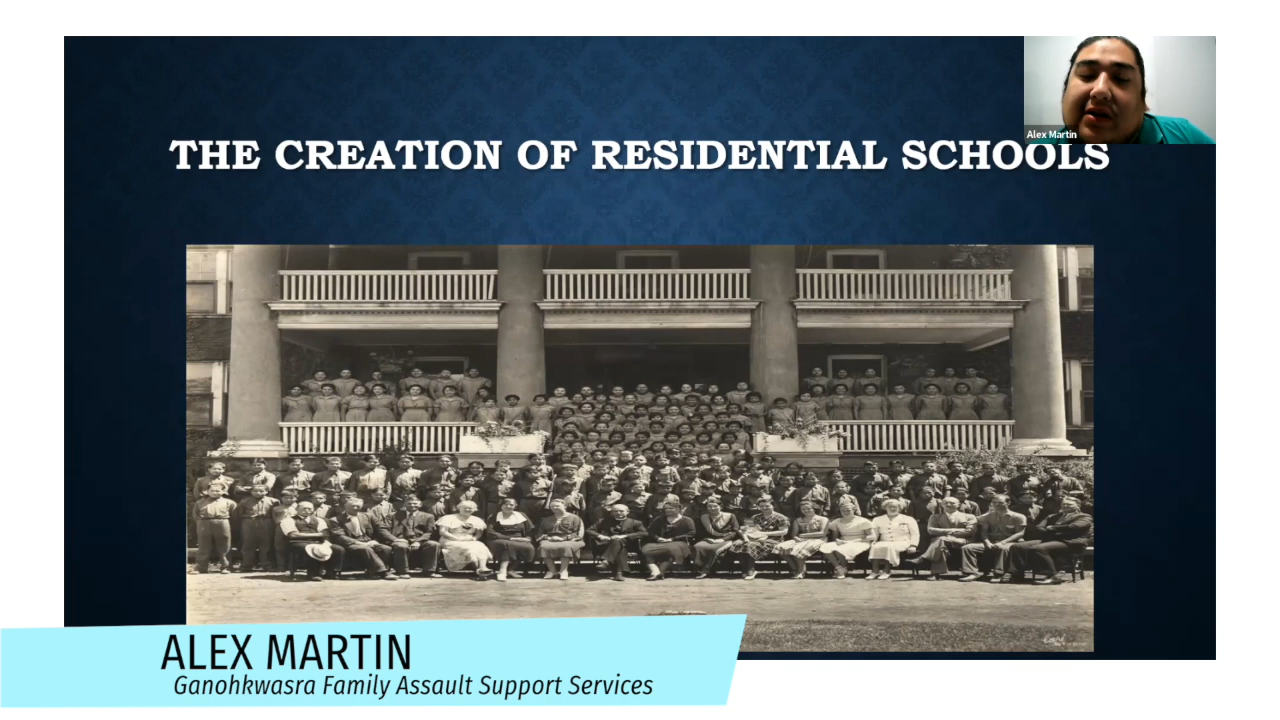 THE CREATION OF RESIDENTIAL SCHOOLS
Alex Martin
ALEX MARTIN
Ganohkwasra Family Assault Support Services